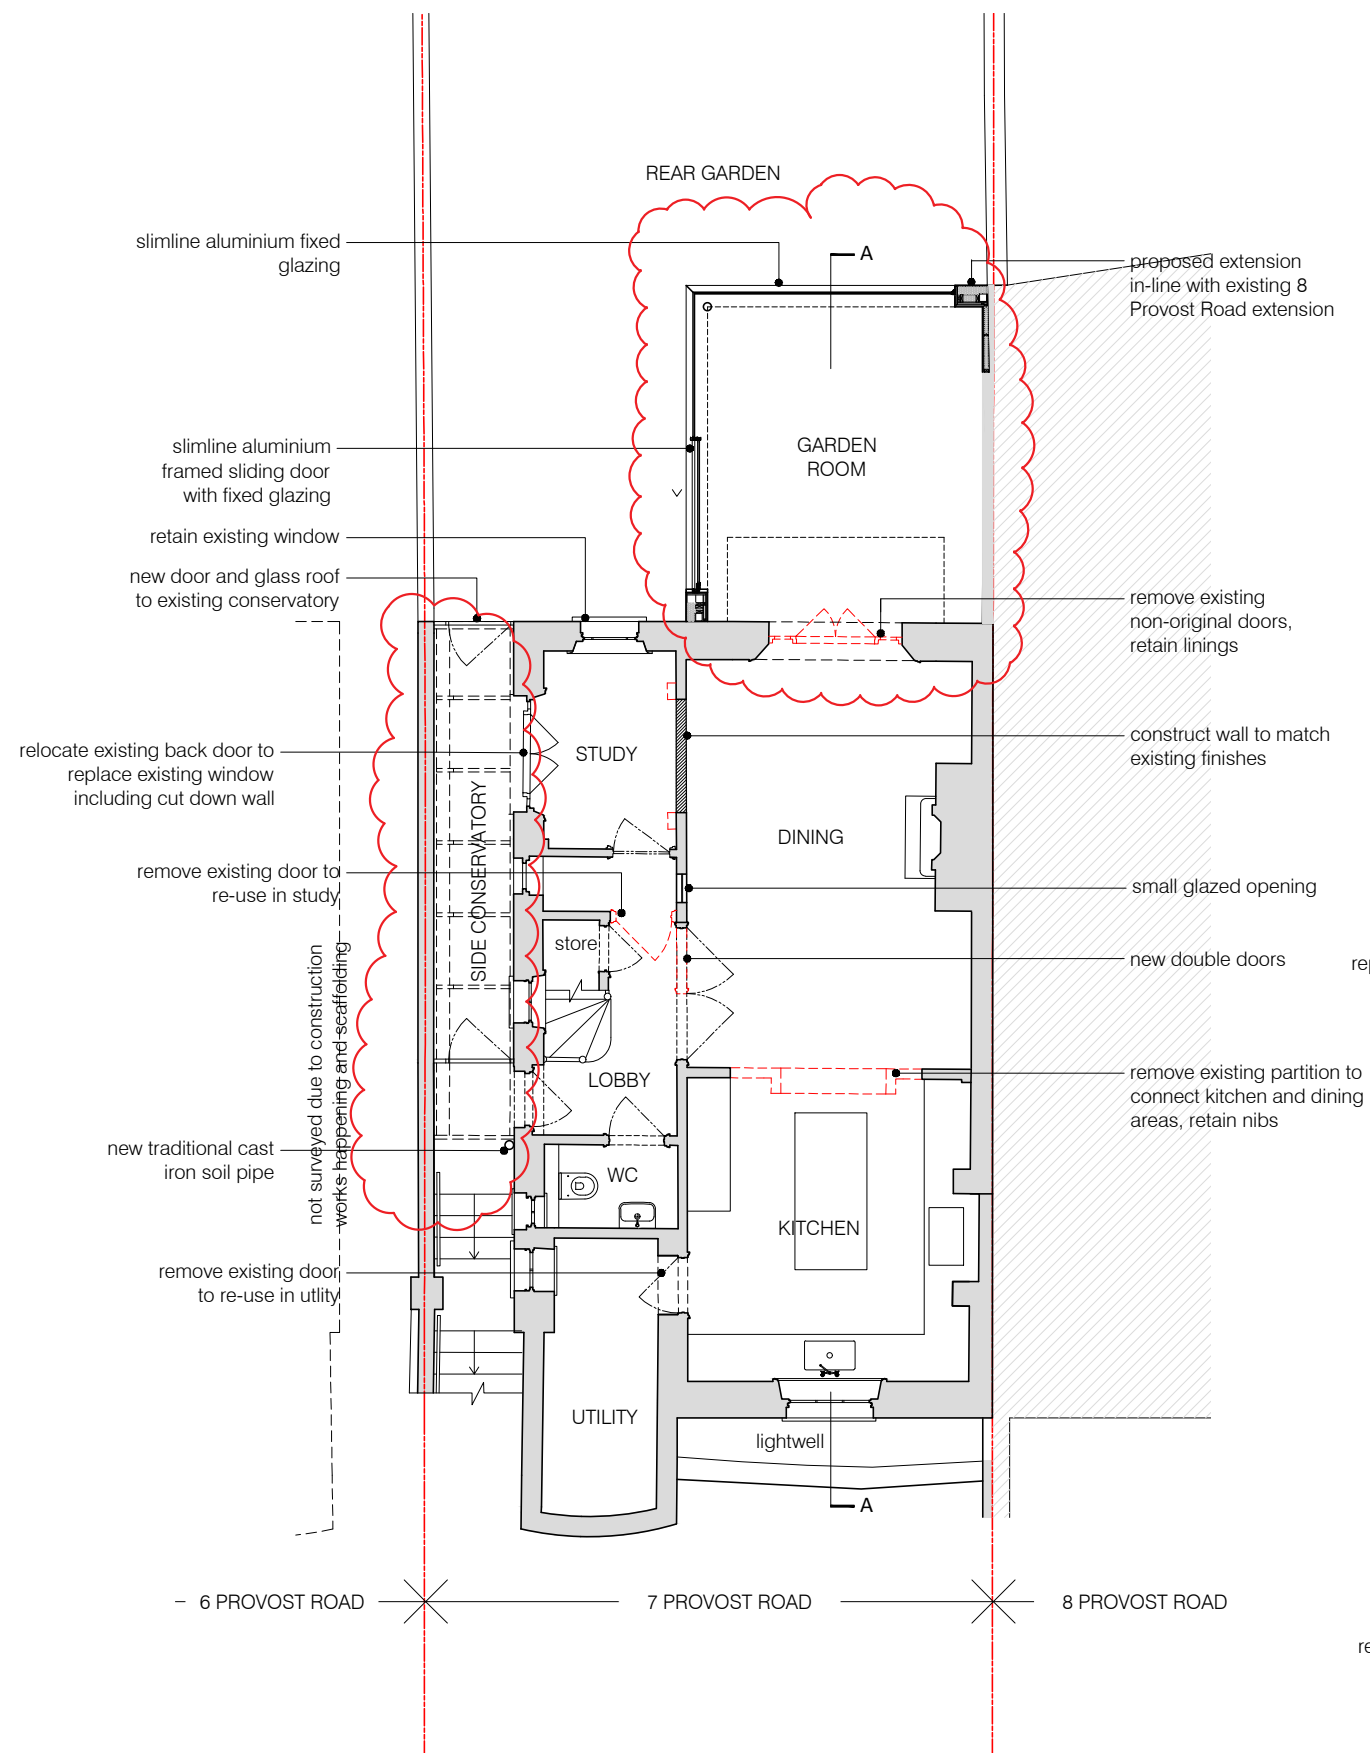 REAR GARDEN
slimline aluminium fixed
glazing
A
proposed extension
in-line with existing 8
Provost Road extension
slimline aluminium
framed sliding door
with fixed glazing
GARDEN
ROOM
retain existing window
new door and glass roof
to existing conservatory
remove existing
non-original doors,
retain linings
relocate existing back door to
replace existing window
including cut down wall
STUDY
construct wall to match
existing finishes
SIDE CONSERVATORY
DINING
remove existing door to
re-use in study
small glazed opening
store
new double doors
rep
not surveyed due to construction
works happening and scaffolding
LOBBY
remove existing partition to
connect kitchen and dining
areas, retain nibs
new traditional cast
iron soil pipe
WC
KITCHEN
remove existing door
to re-use in utlity
UTILITY
lightwell
A
6 PROVOST ROAD
7 PROVOST ROAD
8 PROVOST ROAD
re